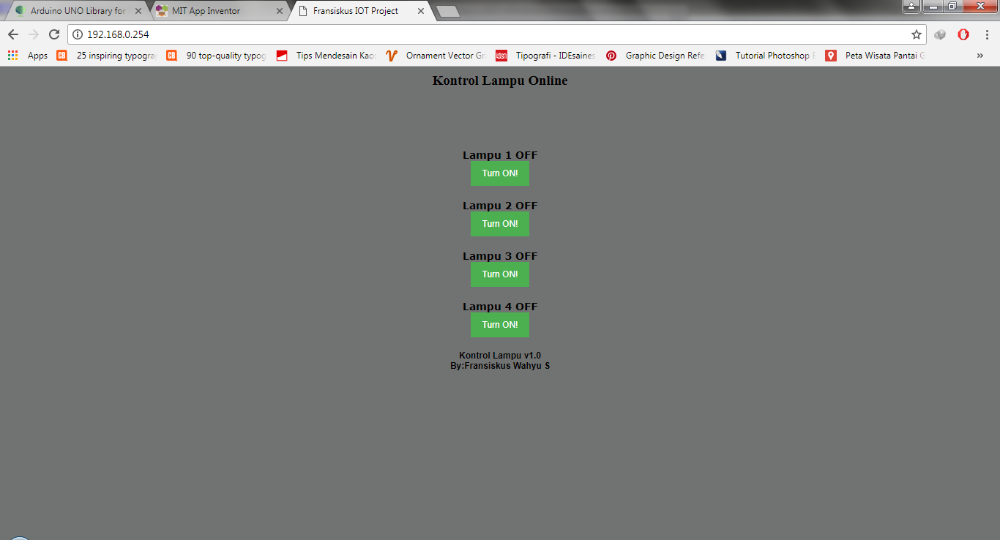 Arduino UNO Library for
MIT App Inventor
Fransiskus IOT Project
192.168.0.254
Apps
25 inspiring typogra
90 top-quality typog
Tips Mendesain Kao
Ornament Vector Gr
idsn
Tipografi - IDEsaines
Graphic Design Refe
Tutorial Photoshop
Peta Wisata Pantai
Kontrol Lampu Online
Lampu 1 OFF
Turn ON!
Lampu 2 OFF
Turn ON!
Lampu 3 OFF
Turn ON!
Lampu 4 OFF
Turn ON!
Kontrol Lampu v1.0
By:Fransiskus Wahyu S